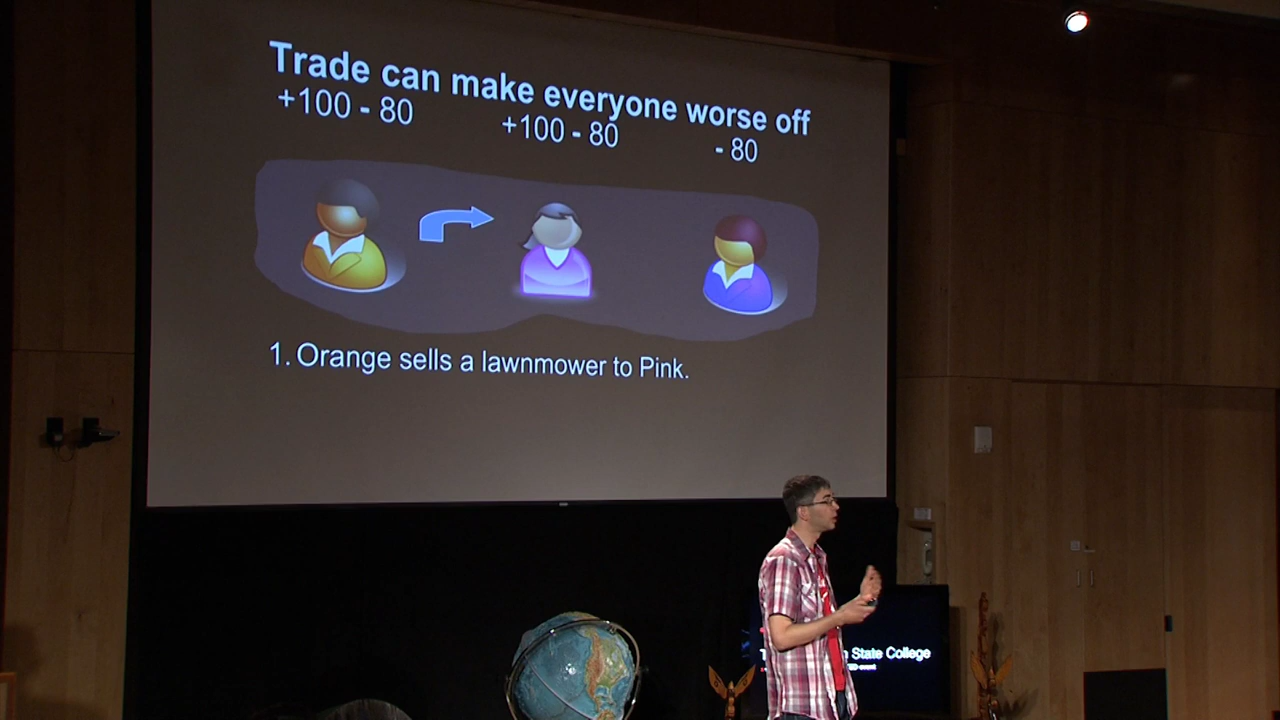 Trade can make everyone worse off
+100 - 80
+100 - 80
- 80
1. Orange sells a lawnmower to Pink.
State College
event